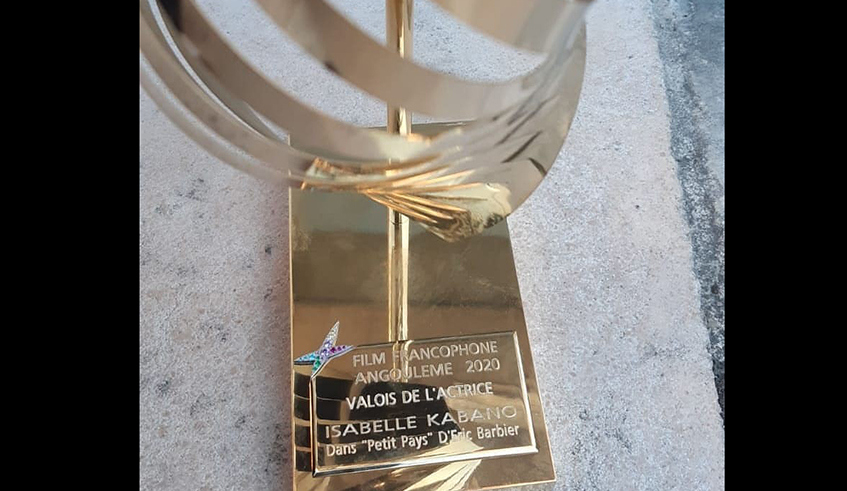 FILM FRANCOPHONE
ANGOULEME 2020
VALOIS DE L'ACTRICE
ISABELLE KABANO
Dans "Petit Pays" D'Eric Barbier